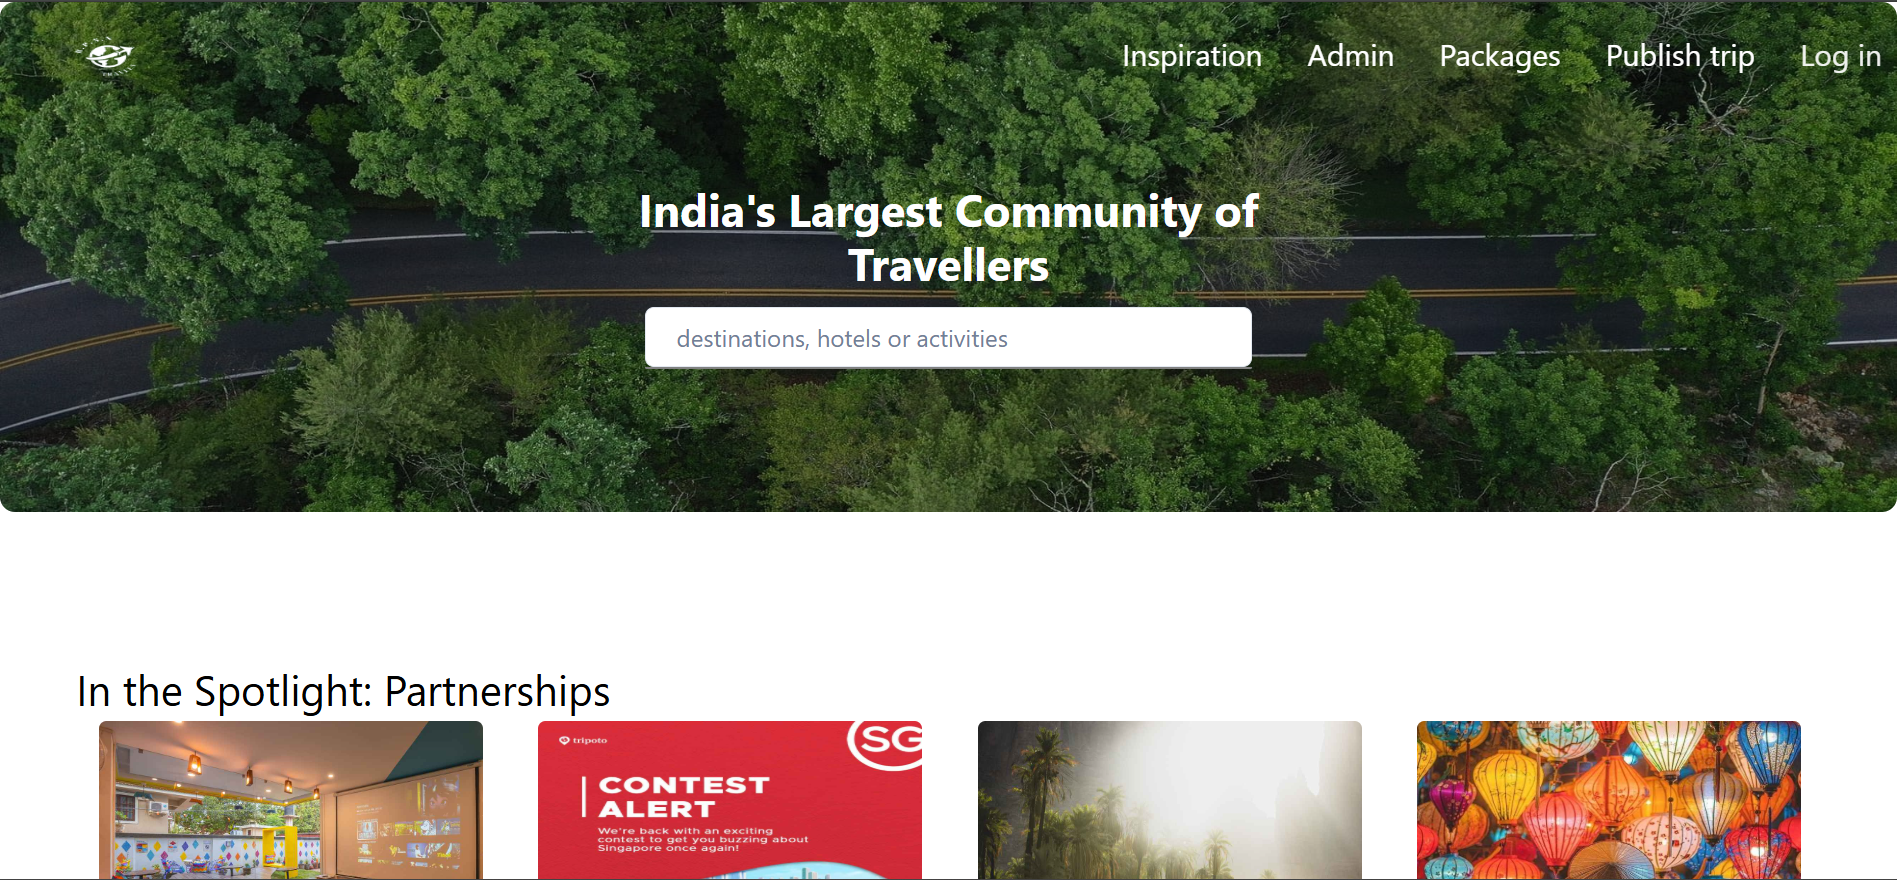 Inspiration Admin Packages Publish trip Log in
India's Largest Community of
Travellers
destinations, hotels or activities
In the Spotlight: Partnerships
tripoto
SG
CONTEST
ALERT
We're back with an exciting
contest to get you buzzing about
Singapore once again!